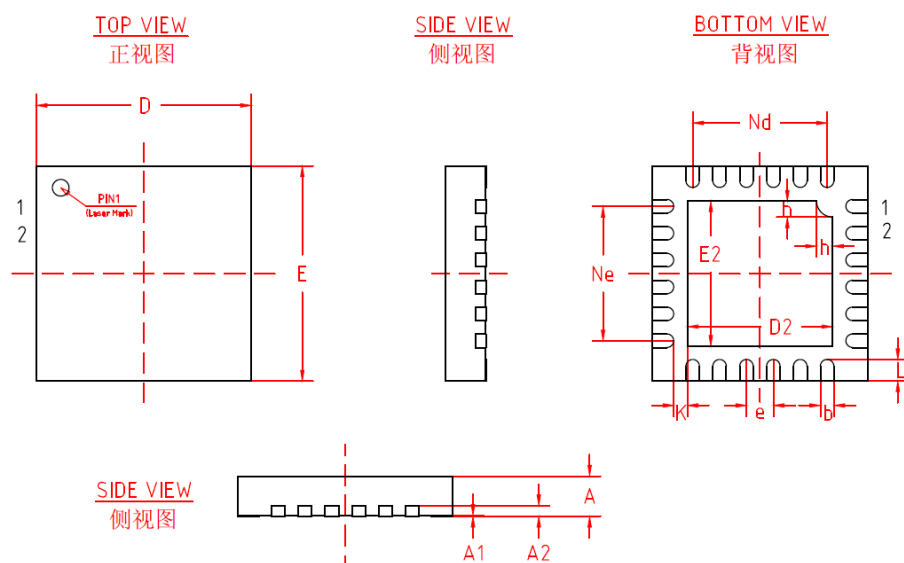 TOP VIEW
正视图
SIDE VIEW
侧视图
BOTTOM VIEW
背视图
D
Nd
PIN1
(Laser Mark)
1
2
E
Ne
h
h
E2
D2
1
2
L
K
e
b
SIDE VIEW
侧视图
A
A1
A2